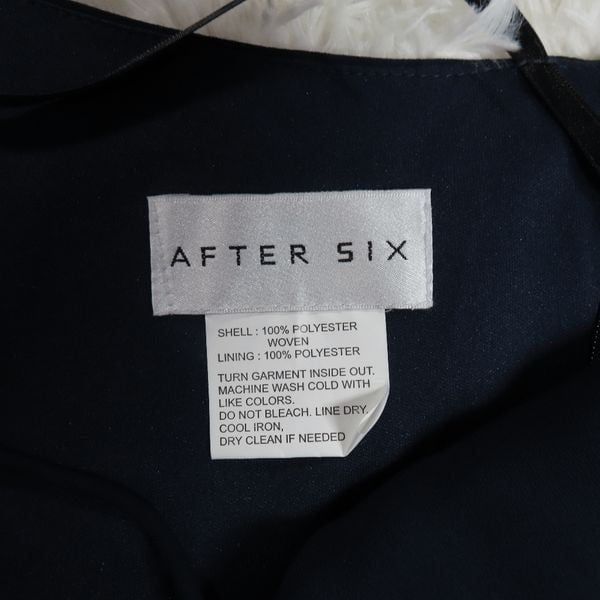 AFTER SIX
SHELL : 100% POLYESTER
WOVEN
LINING : 100% POLYESTER
TURN GARMENT INSIDE OUT.
MACHINE WASH COLD WITH
LIKE COLORS.
DO NOT BLEACH. LINE DRY.
COOL IRON,
DRY CLEAN IF NEEDED